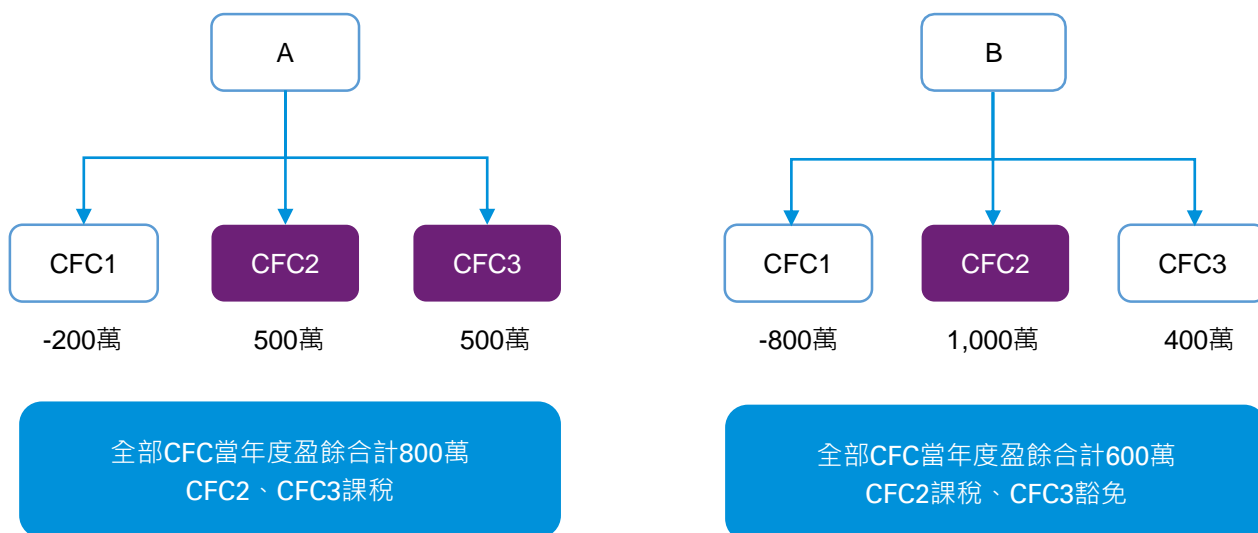 A
CFC1
CFC2
CFC3
-200萬
500萬
500萬
全部CFC當年度盈餘合計800萬
CFC2、CFC3課稅
B
CFC1
CFC2
CFC3
-800萬
1,000萬
400萬
全部CFC當年度盈餘合計600萬
CFC2課稅、CFC3豁免